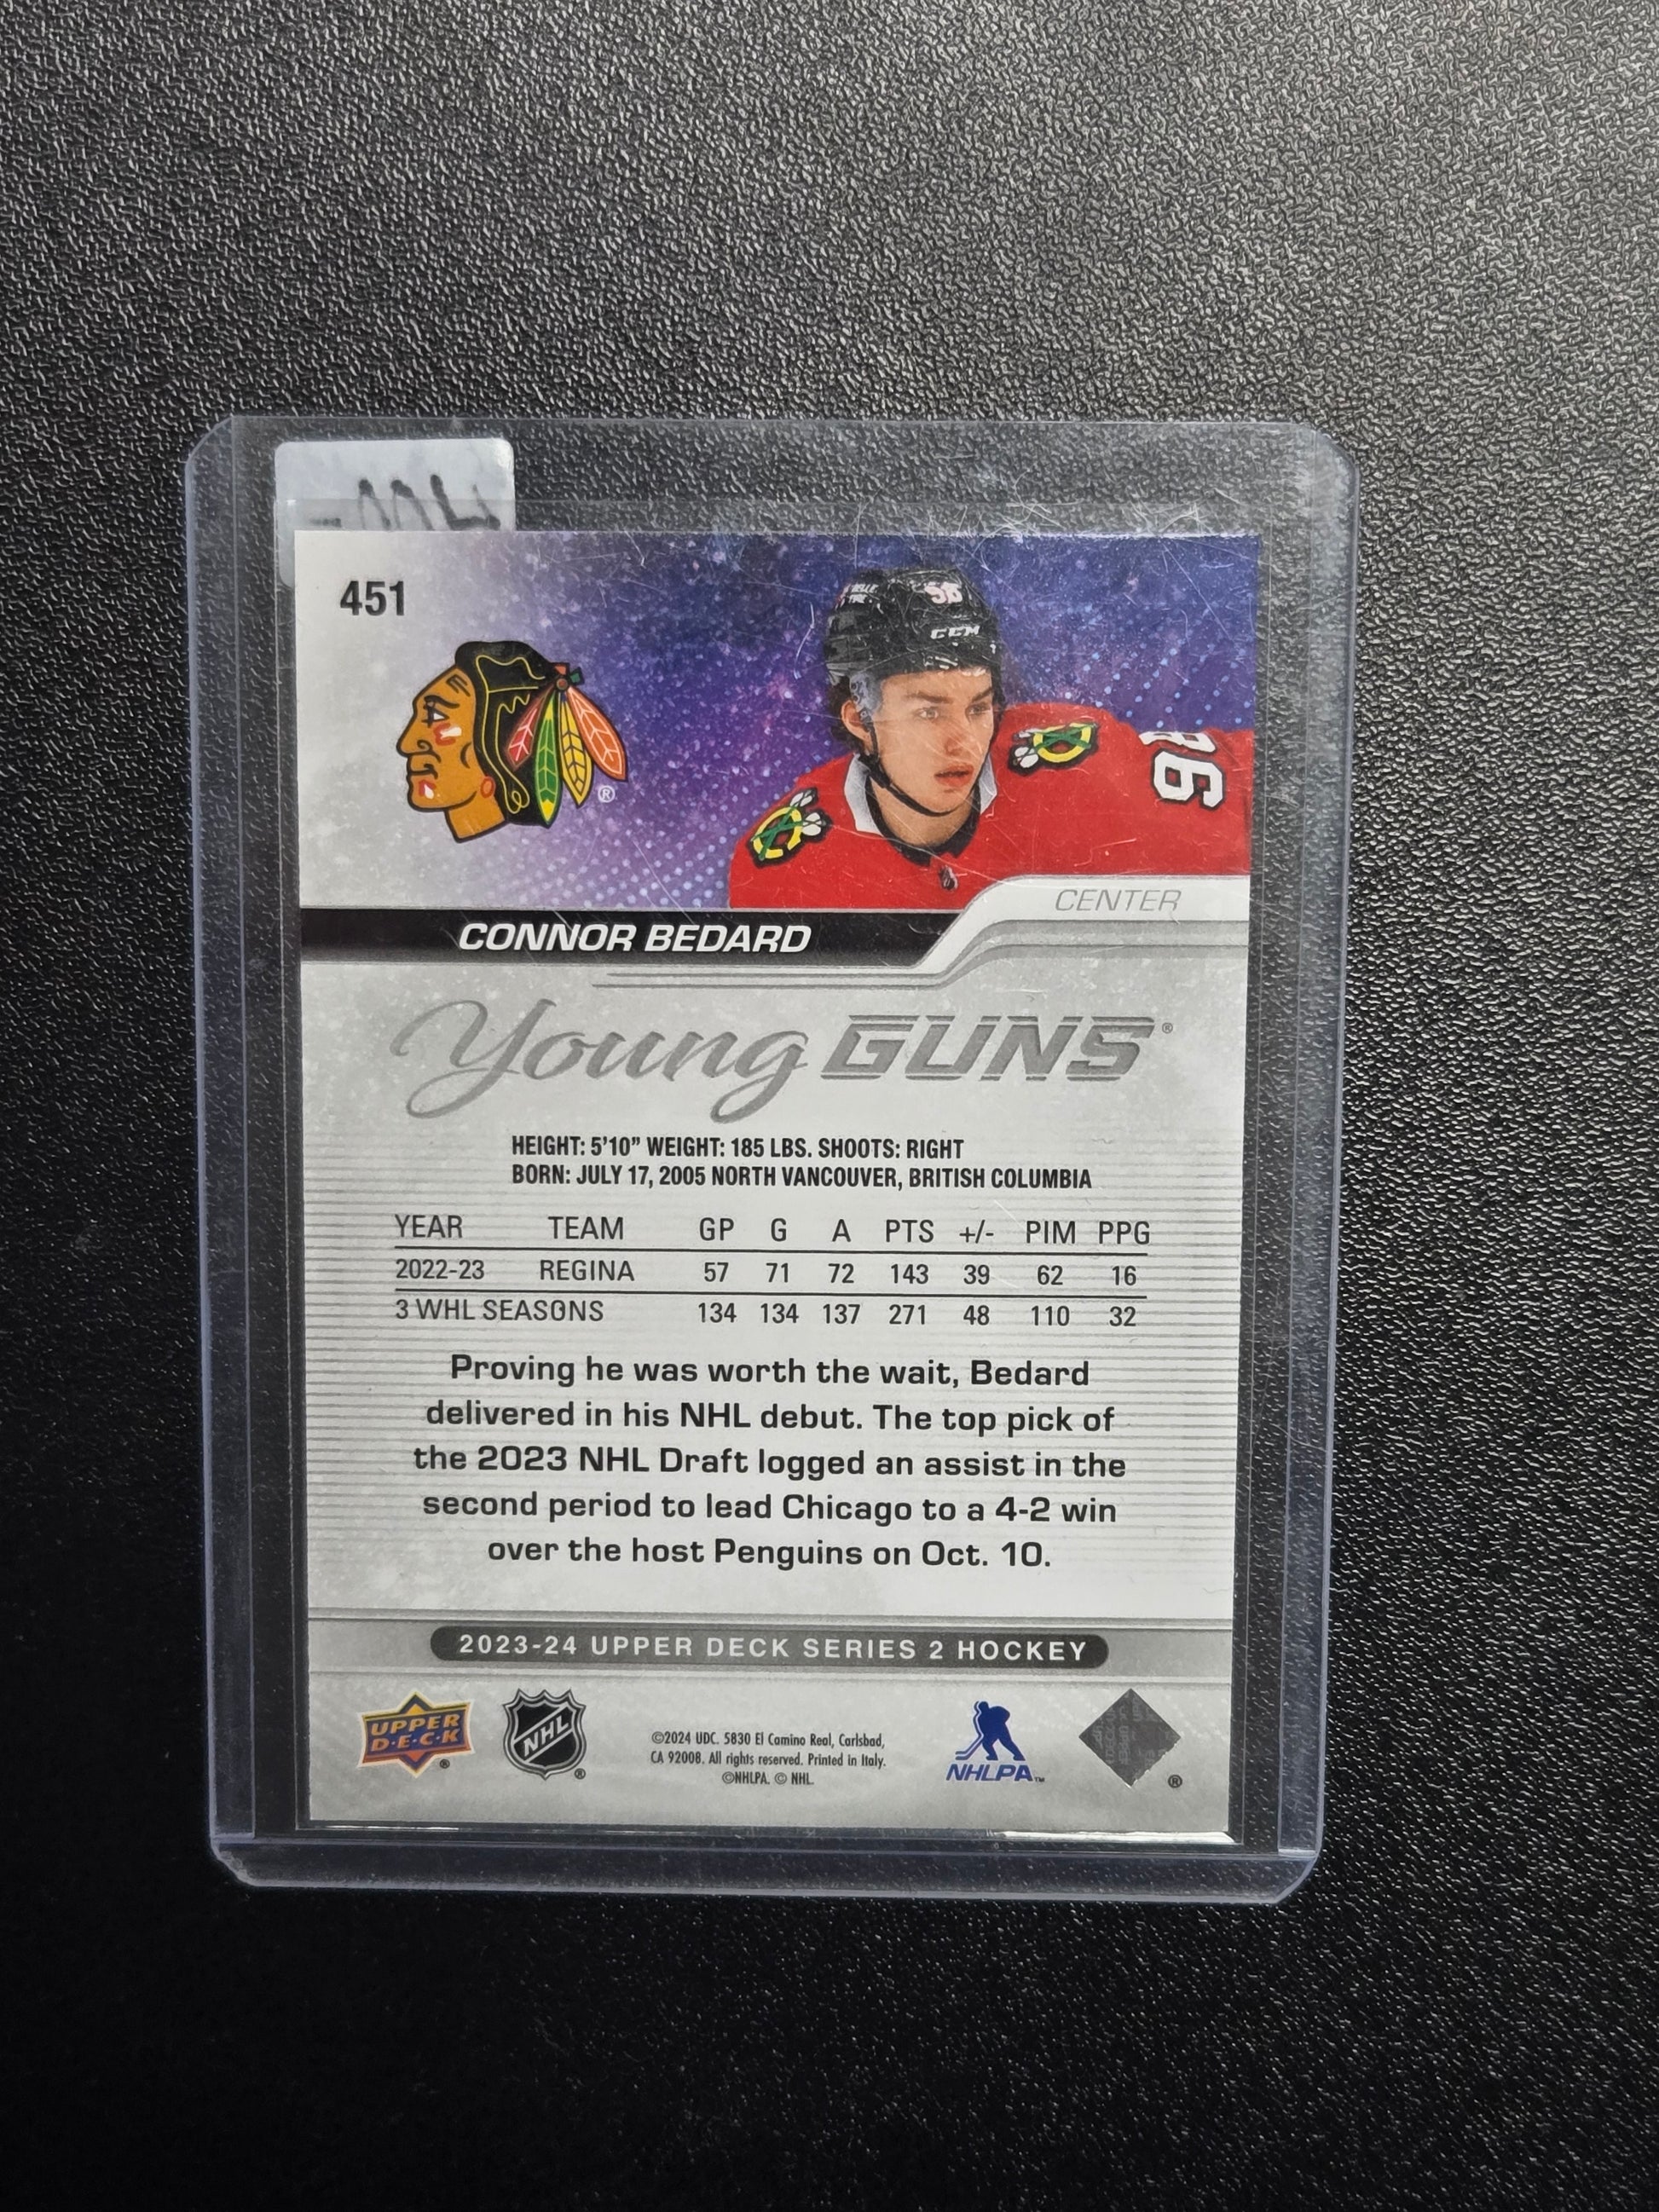 451
BELLE
TIRE
98
CCM
98
CENTER
CONNOR BEDARD
Young GUNS®
HEIGHT: 5'10” WEIGHT: 185 LBS. SHOOTS: RIGHT
BORN: JULY 17, 2005 NORTH VANCOUVER, BRITISH COLUMBIA
YEAR TEAM GP G A PTS +/- PIM PPG
2022-23 REGINA 57 71 72 143 39 62 16
3 WHL SEASONS 134 134 137 271 48 110 32
Proving he was worth the wait, Bedard
delivered in his NHL debut. The top pick of
the 2023 NHL Draft logged an assist in the
second period to lead Chicago to a 4-2 win
over the host Penguins on Oct. 10.
2023-24 UPPER DECK SERIES 2 HOCKEY
UPPER
D·E·C·K ®
NHL ®
©2024 UDC. 5830 El Camino Real, Carlsbad,
CA 92008. All rights reserved. Printed in Italy.
©NHLPA. © NHL.
NHLPA™
®